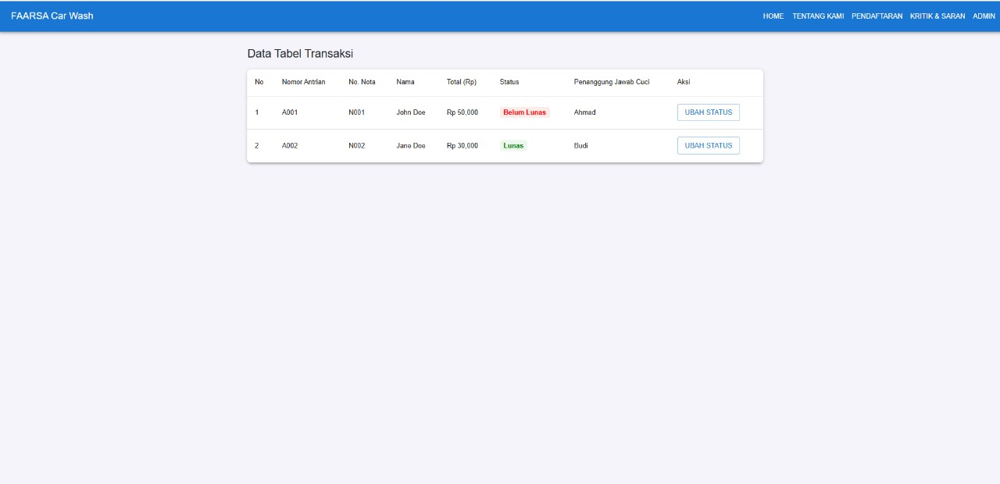 FAARSA Car Wash HOME TENTANG KAMI PENDAFTARAN KRITIK & SARAN ADMIN
Data Tabel Transaksi
No Nomor Antrian No. Nota Nama Total (Rp) Status Penanggung Jawab Cuci Aksi
1 A001 N001 John Doe Rp 50,000 Belum Lunas Ahmad UBAH STATUS
2 A002 N002 Jane Doe Rp 30,000 Lunas Budi UBAH STATUS